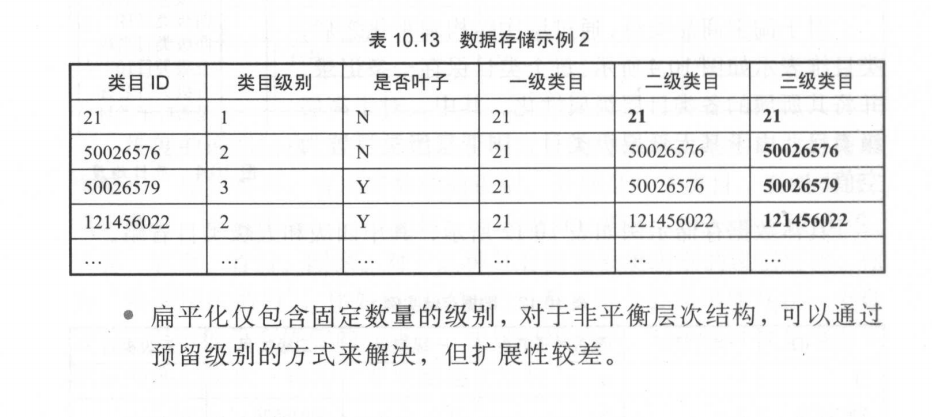 表 10.13 数据存储示例 2
类目 ID 类目级别 是否叶子 一级类目 二级类目 三级类目
21 1 N 21 21 21
50026576 2 N 21 50026576 50026576
50026579 3 Y 21 50026576 50026579
121456022 2 Y 21 121456022 121456022
… … … … … …
• 扁平化仅包含固定数量的级别，对于非平衡层次结构，可以通过
预留级别的方式来解决，但扩展性较差。